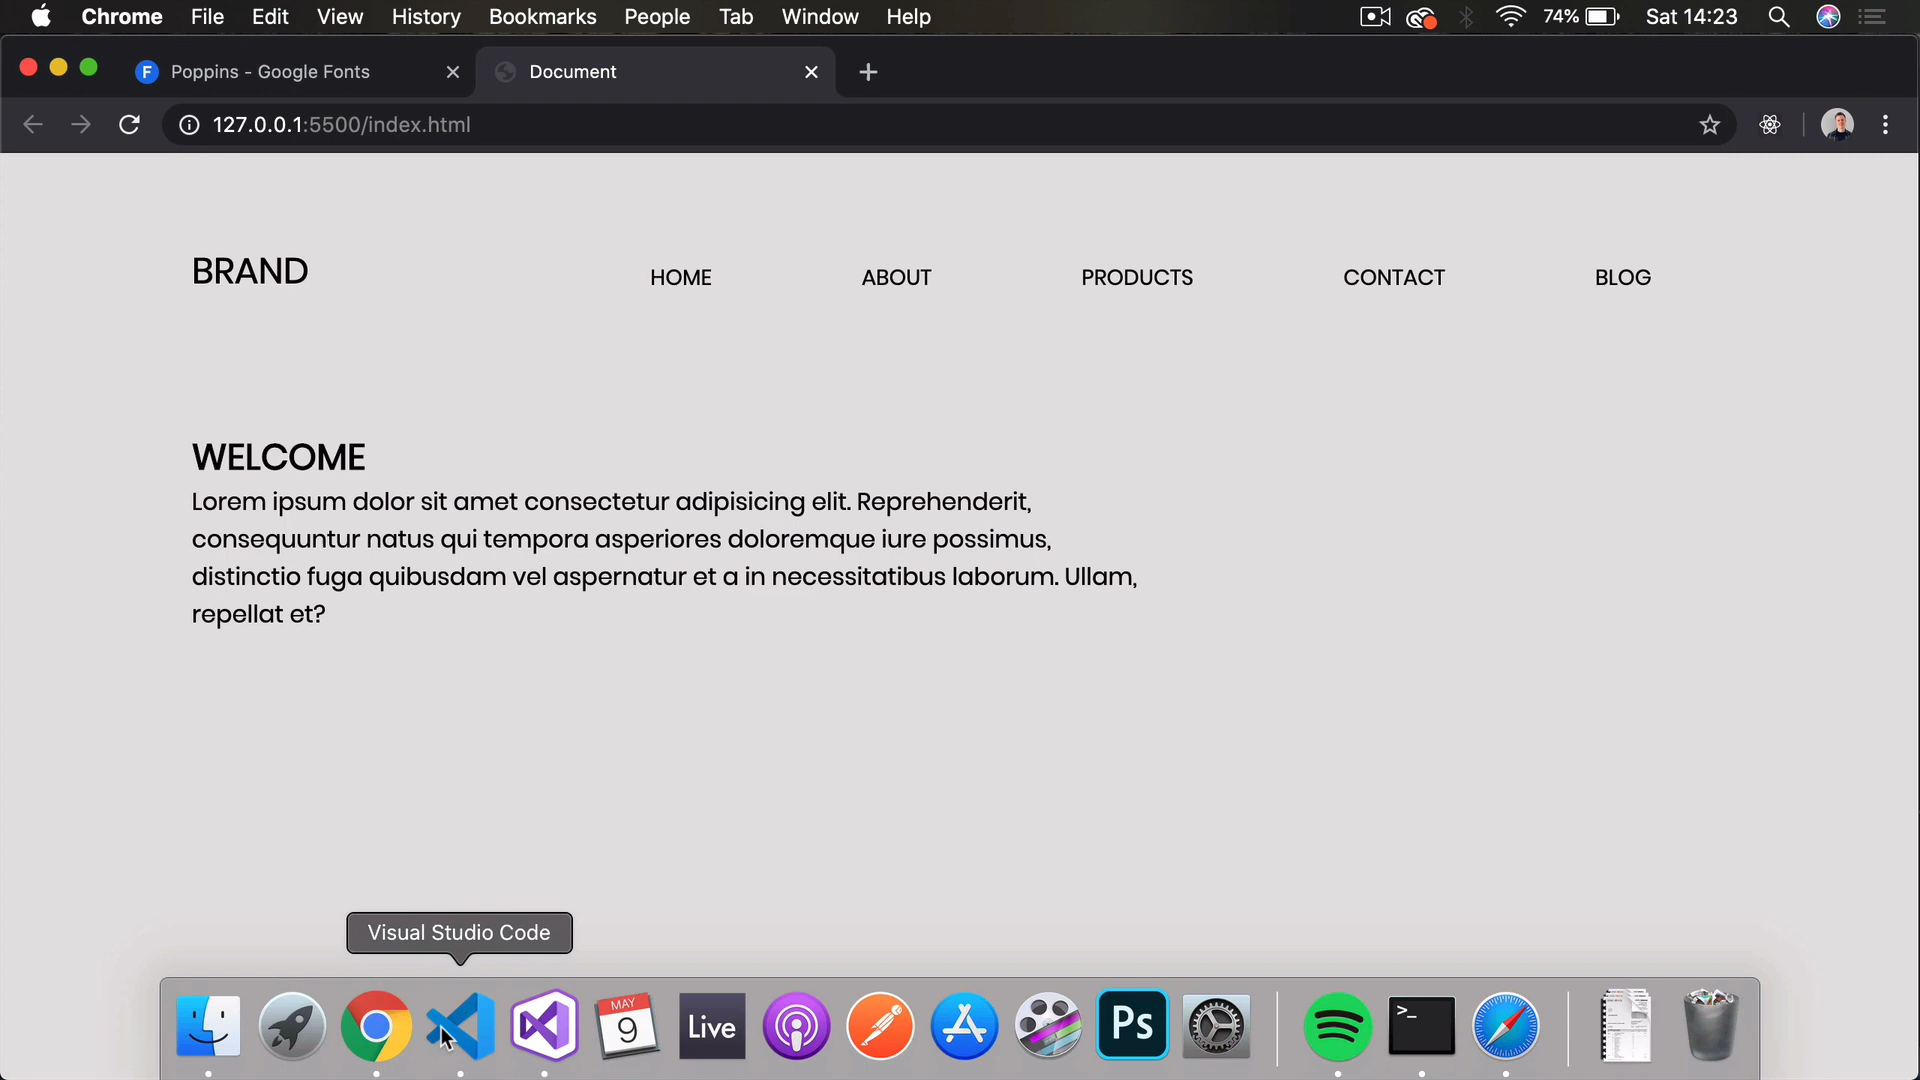 Chrome File Edit View History Bookmarks People Tab Window Help 74% Sat 14:23
F Poppins - Google Fonts Document
127.0.0.1:5500/index.html
BRAND HOME ABOUT PRODUCTS CONTACT BLOG
WELCOME
Lorem ipsum dolor sit amet consectetur adipisicing elit. Reprehenderit,
consequuntur natus qui tempora asperiores doloremque iure possimus,
distinctio fuga quibusdam vel aspernatur et a in necessitatibus laborum. Ullam,
repellat et?
Visual Studio Code
MAY
9
Live
Ps
>_